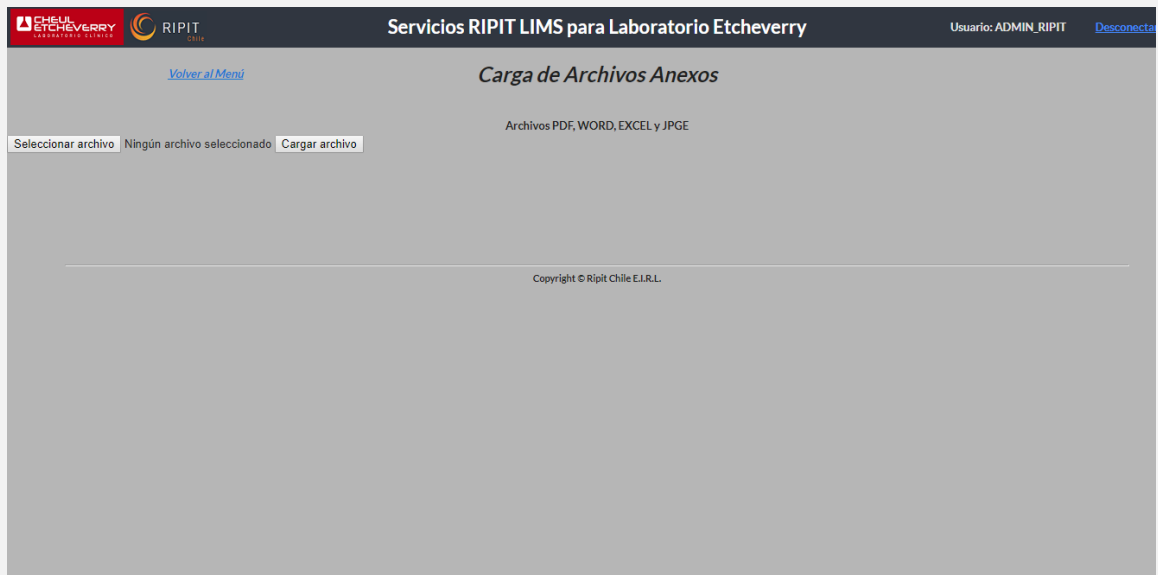 CHEUL
ETCHEVERRY
LABORATORIO CLÍNICO
RIPIT
Chile
Servicios RIPIT LIMS para Laboratorio Etcheverry
Usuario: ADMIN_RIPIT
Desconectar
Volver al Menú
Carga de Archivos Anexos
Archivos PDF, WORD, EXCEL y JPGE
Seleccionar archivo Ningún archivo seleccionado Cargar archivo
Copyright © Ripit Chile E.I.R.L.